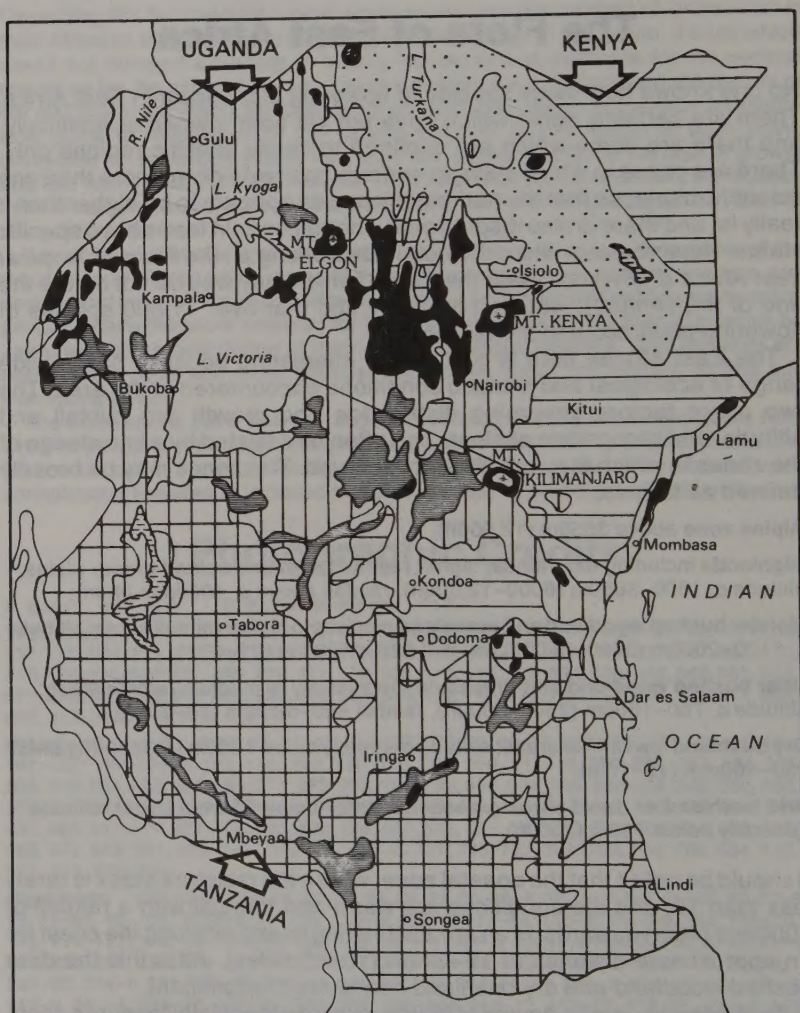 UGANDA
KENYA
L. Turkana
R. Nile
Gulu
L. Kyoga
MT.
ELGON
Isiolo
Kampala
MT. KENYA
L. Victoria
Bukoba
Nairobi
Kitui
Lamu
MT.
KILIMANJARO
Mombasa
Kondoa
INDIAN
Tabora
Dodoma
Dar es Salaam
OCEAN
Iringa
Mbeya
TANZANIA
Lindi
Songea